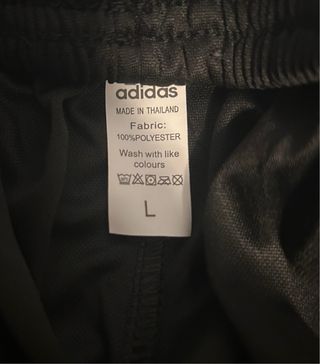 adidas
MADE IN THAILAND
Fabric:
100%POLYESTER
Wash with like
colours
L